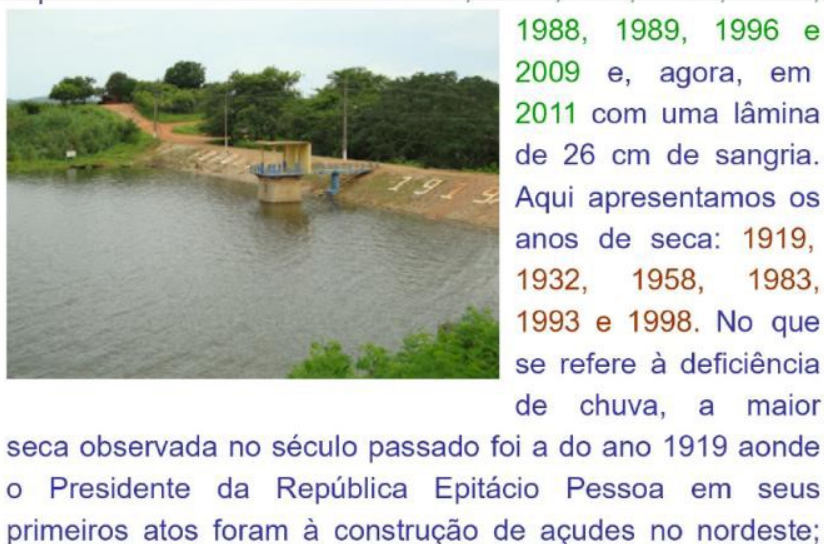 1988, 1989, 1996 e
2009 e, agora, em
2011 com uma lâmina
de 26 cm de sangria.
Aqui apresentamos os
anos de seca: 1919,
1932, 1958, 1983,
1993 e 1998. No que
se refere à deficiência
de chuva, a maior
seca observada no século passado foi a do ano 1919 aonde
o Presidente da República Epitácio Pessoa em seus
primeiros atos foram à construção de açudes no nordeste;
1919